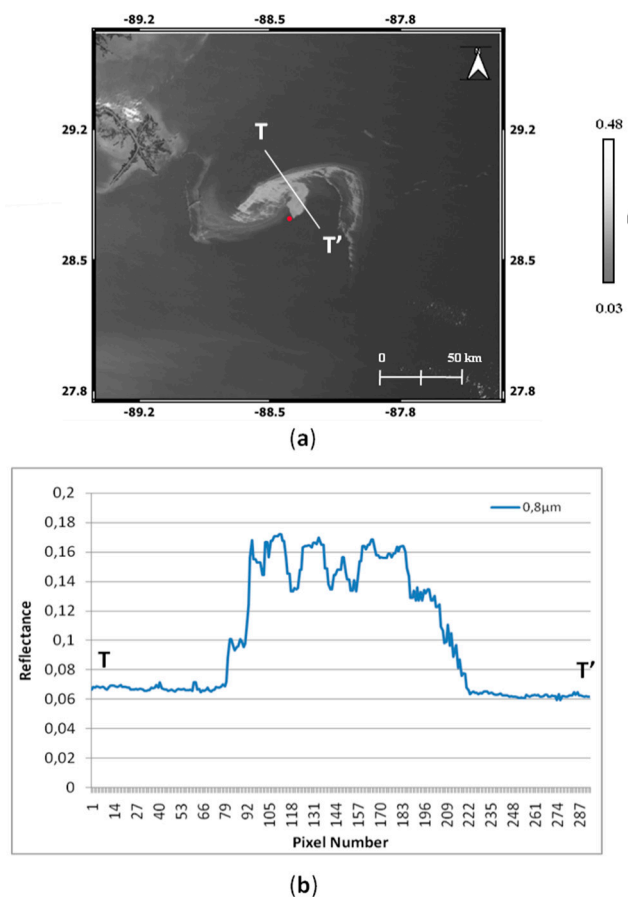 -89.2 -88.5 -87.8
29.2 T 29.2 0.48
T'
28.5 28.5
0.03
0 50 km
27.8 27.8
-89.2 -88.5 -87.8
(a)
0,2
0,8µm
0,18
0,16
0,14
0,12
0,1
0,08
0,06
0,04
0,02
0
Reflectance
T T'
1 14 27 40 53 66 79 92 105 118 131 144 157 170 183 196 209 222 235 248 261 274 287
Pixel Number
(b)